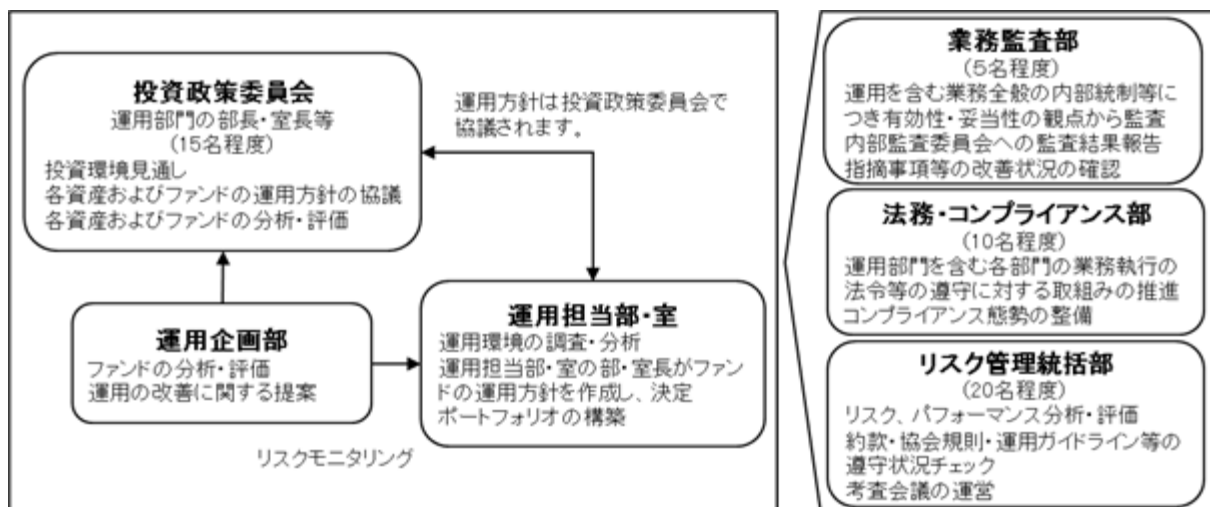 投資政策委員会
運用部門の部長・室長等
(15名程度)
投資環境見通し
各資産およびファンドの運用方針の協議
各資産およびファンドの分析・評価
運用方針は投資政策委員会で
協議されます。
運用企画部
ファンドの分析・評価
運用の改善に関する提案
運用担当部・室
運用環境の調査・分析
運用担当部・室の部・室長がファン
ドの運用方針を作成し、決定
ポートフォリオの構築
リスクモニタリング
業務監査部
(5名程度)
運用を含む業務全般の内部統制等に
つき有効性・妥当性の観点から監査
内部監査委員会への監査結果報告
指摘事項等の改善状況の確認
法務・コンプライアンス部
(10名程度)
運用部門を含む各部門の業務執行の
法令等の遵守に対する取組みの推進
コンプライアンス態勢の整備
リスク管理統括部
(20名程度)
リスク、パフォーマンス分析・評価
約款・協会規則・運用ガイドライン等の
遵守状況チェック
考査会議の運営